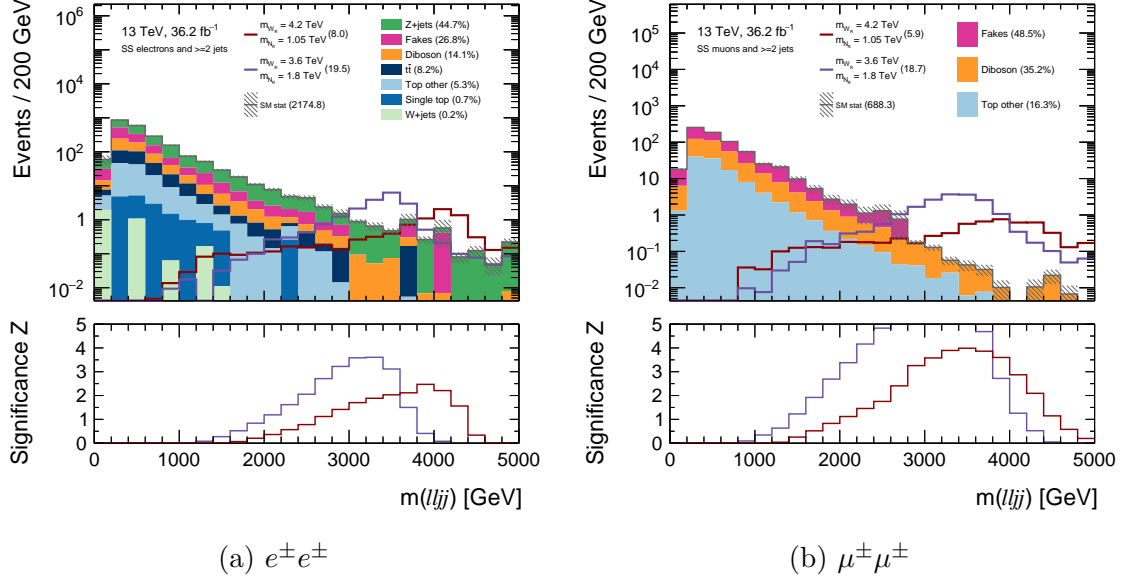 13 TeV, 36.2 fb⁻¹
SS electrons and >=2 jets
m_{W_R} = 4.2 TeV
m_{N_R} = 1.05 TeV (8.0)
m_{W_R} = 3.6 TeV
m_{N_R} = 1.8 TeV (19.5)
SM stat (2174.8)
Z+jets (44.7%)
Fakes (26.8%)
Diboson (14.1%)
tt̄ (8.2%)
Top other (5.3%)
Single top (0.7%)
W+jets (0.2%)
Events / 200 GeV
10⁶
10⁴
10²
1
10⁻²
Significance Z
5
4
3
2
1
0
0 1000 2000 3000 4000 5000
m(lljj) [GeV]
(a) e±e±
13 TeV, 36.2 fb⁻¹
SS muons and >=2 jets
m_{W_R} = 4.2 TeV
m_{N_R} = 1.05 TeV (5.9)
m_{W_R} = 3.6 TeV
m_{N_R} = 1.8 TeV (18.7)
SM stat (688.3)
Fakes (48.5%)
Diboson (35.2%)
Top other (16.3%)
Events / 200 GeV
10⁵
10⁴
10³
10²
10
1
10⁻¹
10⁻²
Significance Z
5
4
3
2
1
0
0 1000 2000 3000 4000 5000
m(lljj) [GeV]
(b) μ±μ±